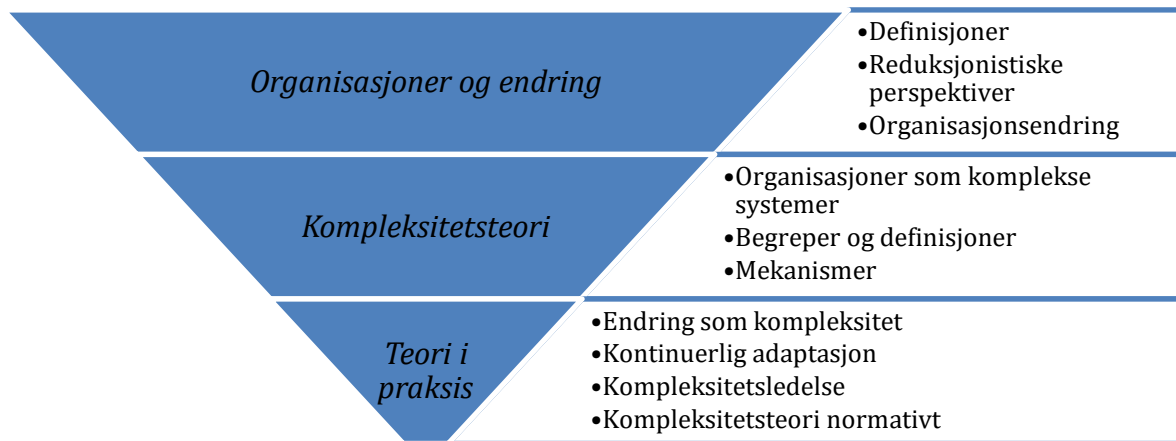 Organisasjoner og endring
•Definisjoner
•Reduksjonistiske
perspektiver
•Organisasjonsendring
Kompleksitetsteori
•Organisasjoner som komplekse
systemer
•Begreper og definisjoner
•Mekanismer
Teori i
praksis
•Endring som kompleksitet
•Kontinuerlig adaptasjon
•Kompleksitetsledelse
•Kompleksitetsteori normativt